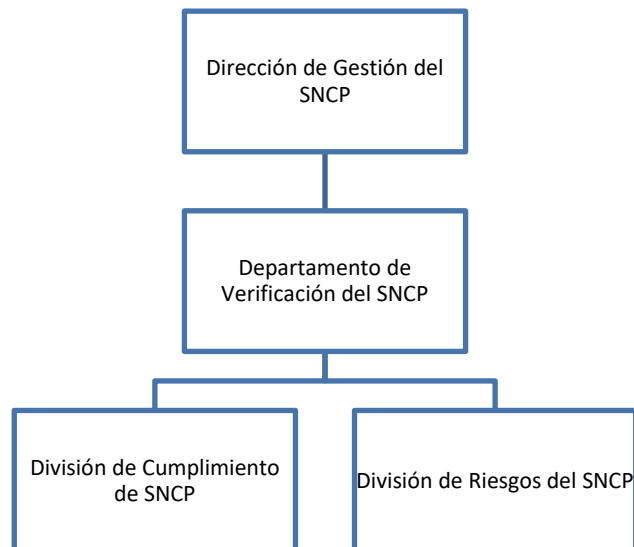 Dirección de Gestión del
SNCP
Departamento de
Verificación del SNCP
División de Cumplimiento
de SNCP
División de Riesgos del SNCP